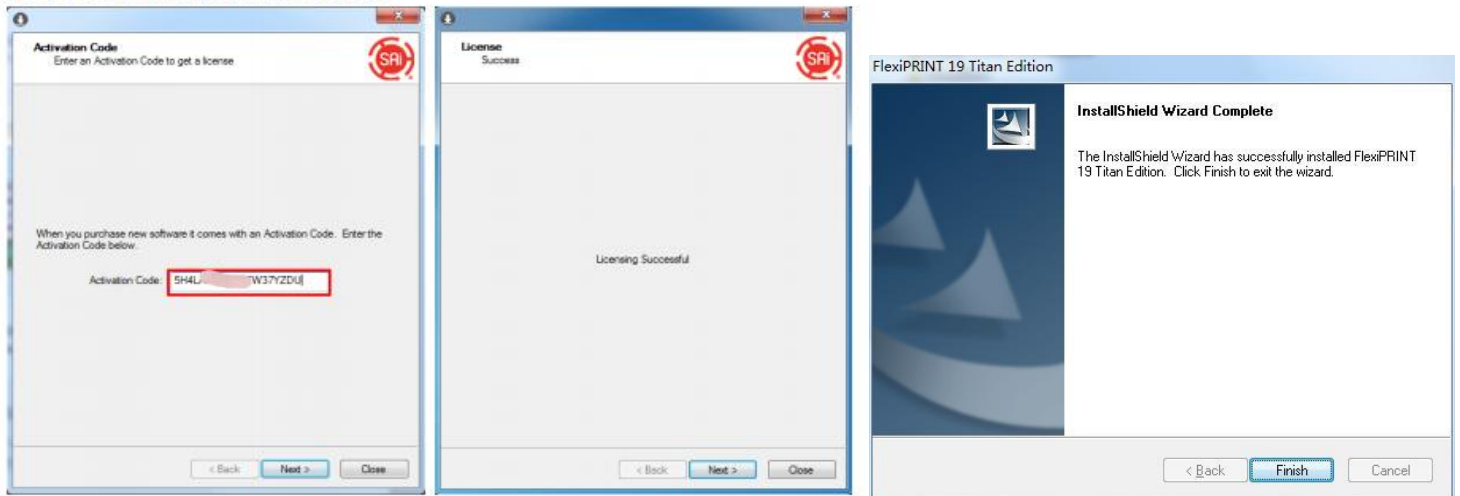 Activation Code
Enter an Activation Code to get a license
SAi
When you purchase new software it comes with an Activation Code. Enter the
Activation Code below.
Activation Code:
5H4L W37YZDU
< Back
Next >
Close
License
Success
SAi
Licensing Successful
< Back
Next >
Close
FlexiPRINT 19 Titan Edition
InstallShield Wizard Complete
The InstallShield Wizard has successfully installed FlexiPRINT
19 Titan Edition. Click Finish to exit the wizard.
< Back
Finish
Cancel